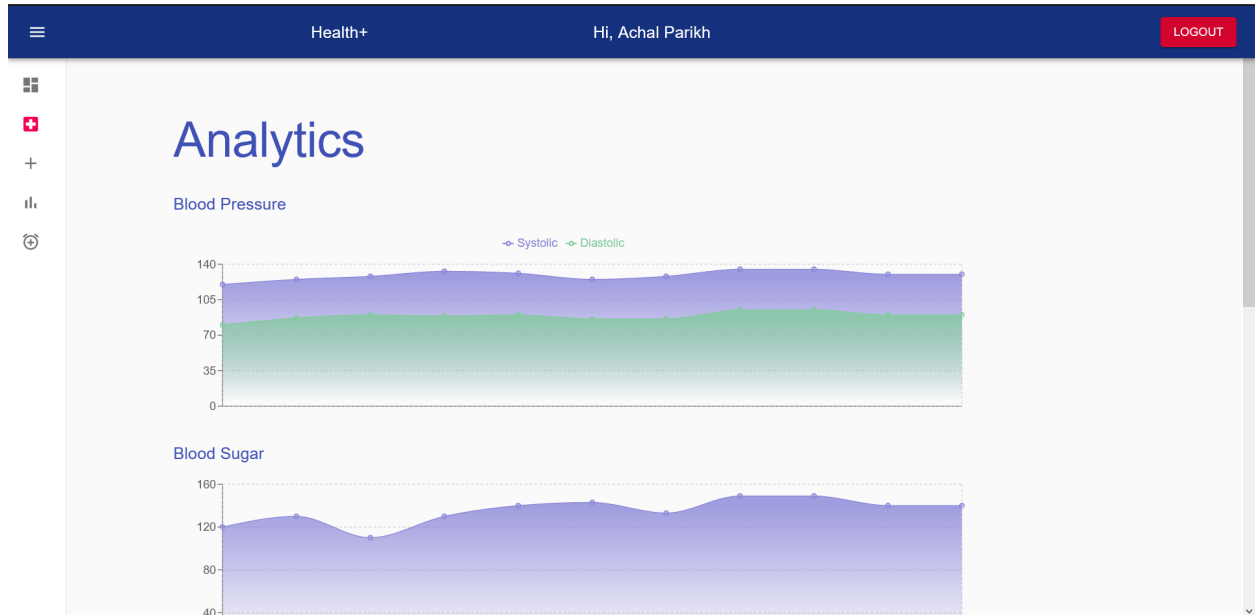 Health+ Hi, Achal Parikh LOGOUT
Analytics
Blood Pressure
Systolic Diastolic
140
105
70
35
0
Blood Sugar
160
120
80
40